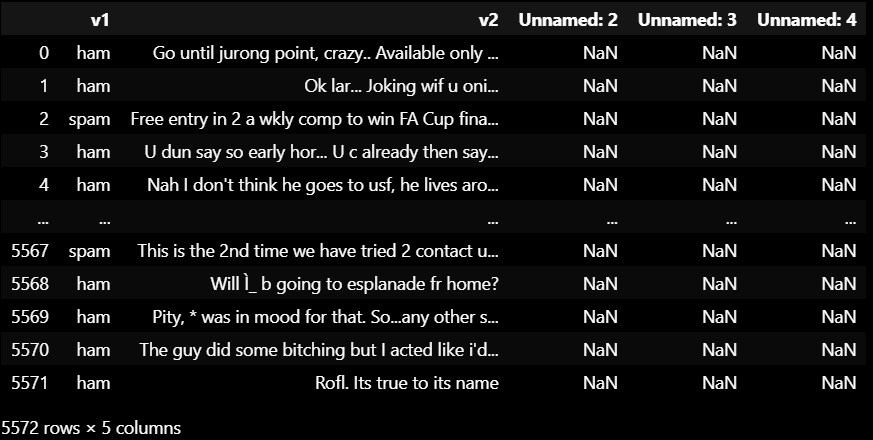 v1 v2 Unnamed: 2 Unnamed: 3 Unnamed: 4
0 ham Go until jurong point, crazy.. Available only ... NaN NaN NaN
1 ham Ok lar... Joking wif u oni... NaN NaN NaN
2 spam Free entry in 2 a wkly comp to win FA Cup fina... NaN NaN NaN
3 ham U dun say so early hor... U c already then say... NaN NaN NaN
4 ham Nah I don't think he goes to usf, he lives aro... NaN NaN NaN
... ... ... ... ... ...
5567 spam This is the 2nd time we have tried 2 contact u... NaN NaN NaN
5568 ham Will Ì_ b going to esplanade fr home? NaN NaN NaN
5569 ham Pity, * was in mood for that. So...any other s... NaN NaN NaN
5570 ham The guy did some bitching but I acted like i'd... NaN NaN NaN
5571 ham Rofl. Its true to its name NaN NaN NaN
5572 rows × 5 columns